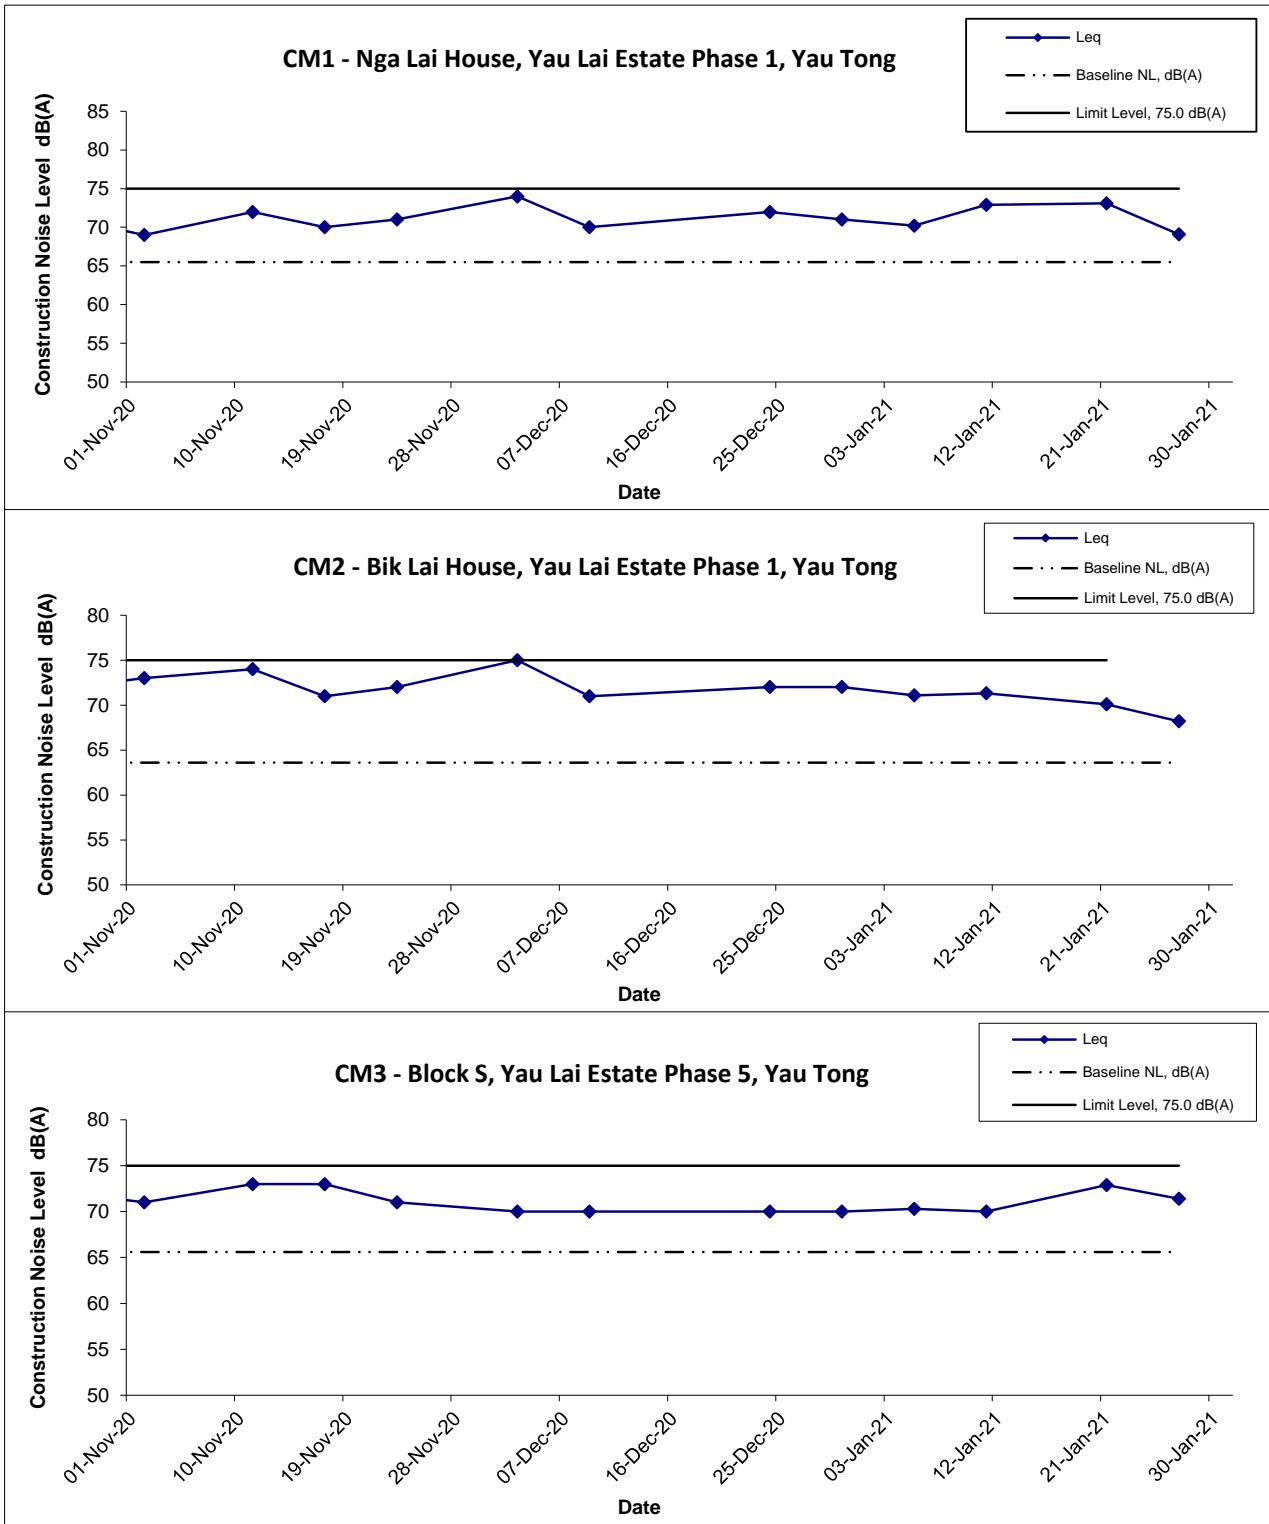 CM1 - Nga Lai House, Yau Lai Estate Phase 1, Yau Tong
Leq
Baseline NL, dB(A)
Limit Level, 75.0 dB(A)
Construction Noise Level dB(A)
85
80
75
70
65
60
55
50
01-Nov-20
10-Nov-20
19-Nov-20
28-Nov-20
07-Dec-20
16-Dec-20
25-Dec-20
03-Jan-21
12-Jan-21
21-Jan-21
30-Jan-21
Date
CM2 - Bik Lai House, Yau Lai Estate Phase 1, Yau Tong
Leq
Baseline NL, dB(A)
Limit Level, 75.0 dB(A)
Construction Noise Level dB(A)
80
75
70
65
60
55
50
01-Nov-20
10-Nov-20
19-Nov-20
28-Nov-20
07-Dec-20
16-Dec-20
25-Dec-20
03-Jan-21
12-Jan-21
21-Jan-21
30-Jan-21
Date
CM3 - Block S, Yau Lai Estate Phase 5, Yau Tong
Leq
Baseline NL, dB(A)
Limit Level, 75.0 dB(A)
Construction Noise Level dB(A)
80
75
70
65
60
55
50
01-Nov-20
10-Nov-20
19-Nov-20
28-Nov-20
07-Dec-20
16-Dec-20
25-Dec-20
03-Jan-21
12-Jan-21
21-Jan-21
30-Jan-21
Date